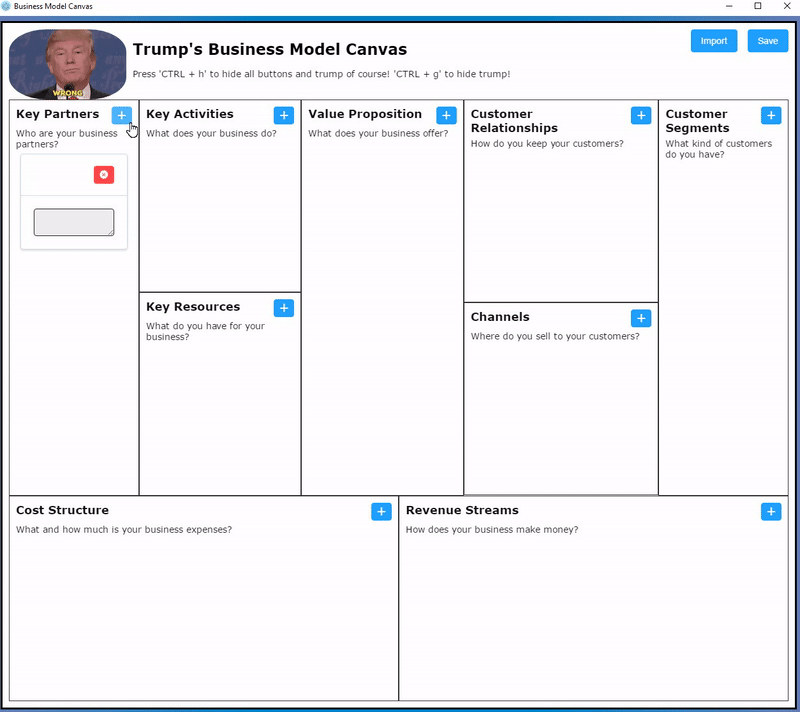 Business Model Canvas
WRONG!
Trump's Business Model Canvas
Press 'CTRL + h' to hide all buttons and trump of course! 'CTRL + g' to hide trump!
Import
Save
Key Partners
+
Who are your business
partners?
Key Activities
+
What does your business do?
Key Resources
+
What do you have for your
business?
Value Proposition
+
What does your business offer?
Customer
Relationships
+
How do you keep your customers?
Channels
+
Where do you sell to your customers?
Customer
Segments
+
What kind of customers
do you have?
Cost Structure
+
What and how much is your business expenses?
Revenue Streams
+
How does your business make money?